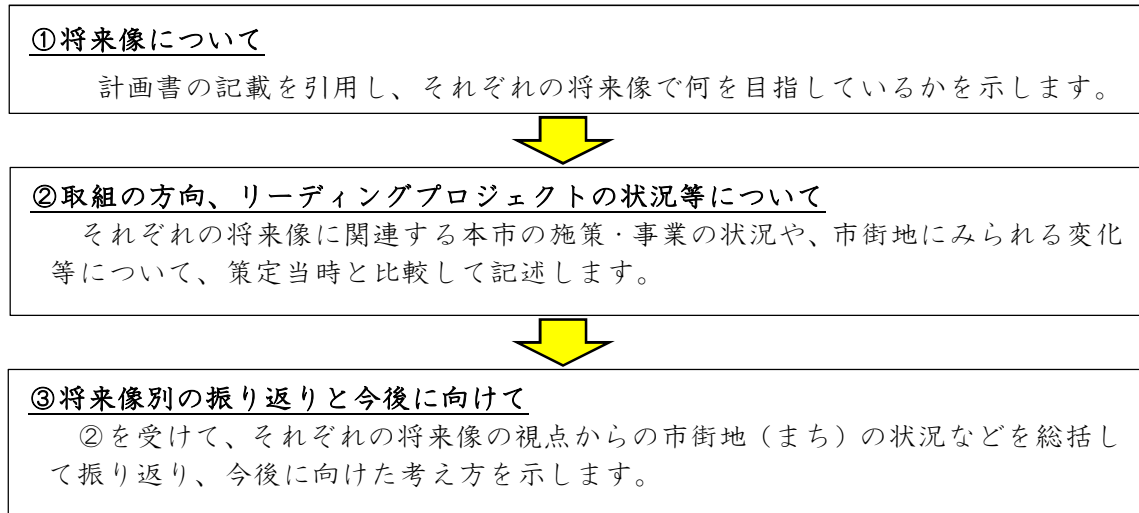 ①将来像について
計画書の記載を引用し、それぞれの将来像で何を目指しているかを示します。
②取組の方向、リーディングプロジェクトの状況等について
それぞれの将来像に関連する本市の施策・事業の状況や、市街地にみられる変化
等について、策定当時と比較して記述します。
③将来像別の振り返りと今後に向けて
②を受けて、それぞれの将来像の視点からの市街地（まち）の状況などを総括し
て振り返り、今後に向けた考え方を示します。